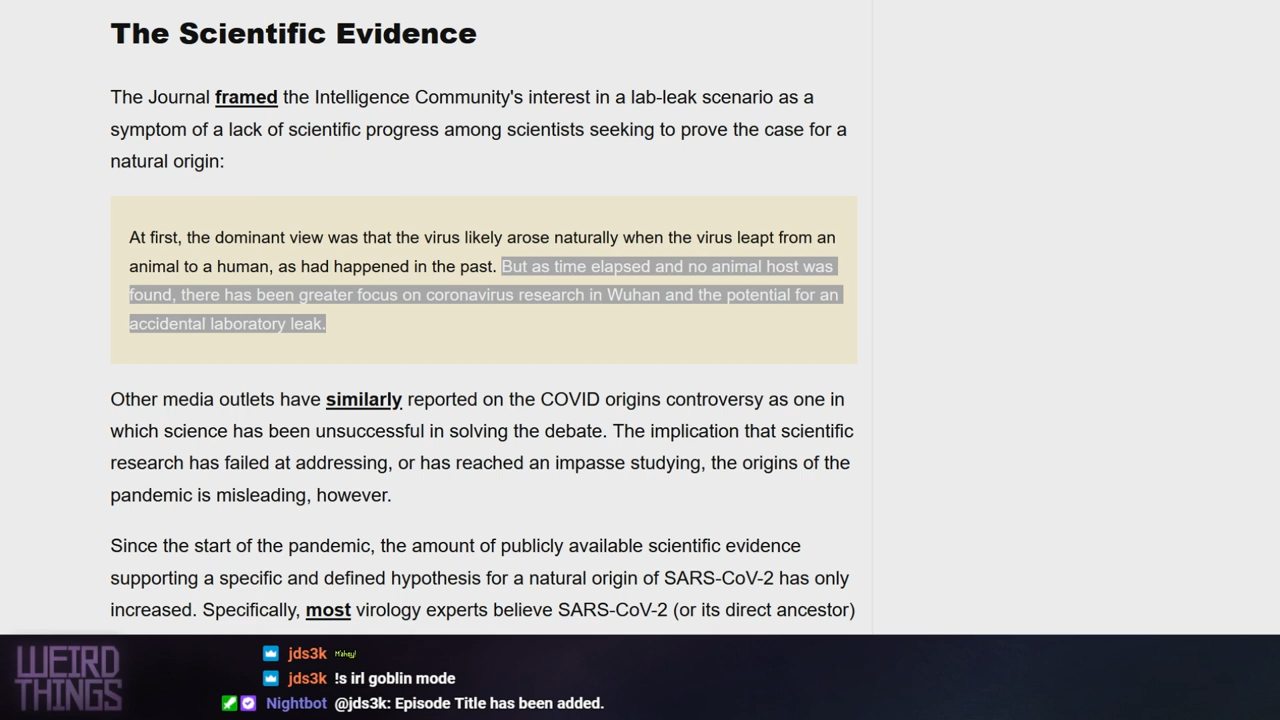 The Scientific Evidence
The Journal framed the Intelligence Community's interest in a lab-leak scenario as a
symptom of a lack of scientific progress among scientists seeking to prove the case for a
natural origin:
At first, the dominant view was that the virus likely arose naturally when the virus leapt from an
animal to a human, as had happened in the past. But as time elapsed and no animal host was
found, there has been greater focus on coronavirus research in Wuhan and the potential for an
accidental laboratory leak.
Other media outlets have similarly reported on the COVID origins controversy as one in
which science has been unsuccessful in solving the debate. The implication that scientific
research has failed at addressing, or has reached an impasse studying, the origins of the
pandemic is misleading, however.
Since the start of the pandemic, the amount of publicly available scientific evidence
supporting a specific and defined hypothesis for a natural origin of SARS-CoV-2 has only
increased. Specifically, most virology experts believe SARS-CoV-2 (or its direct ancestor)
WEIRD
THINGS
jds3k
jds3k !s irl goblin mode
Nightbot @jds3k: Episode Title has been added.